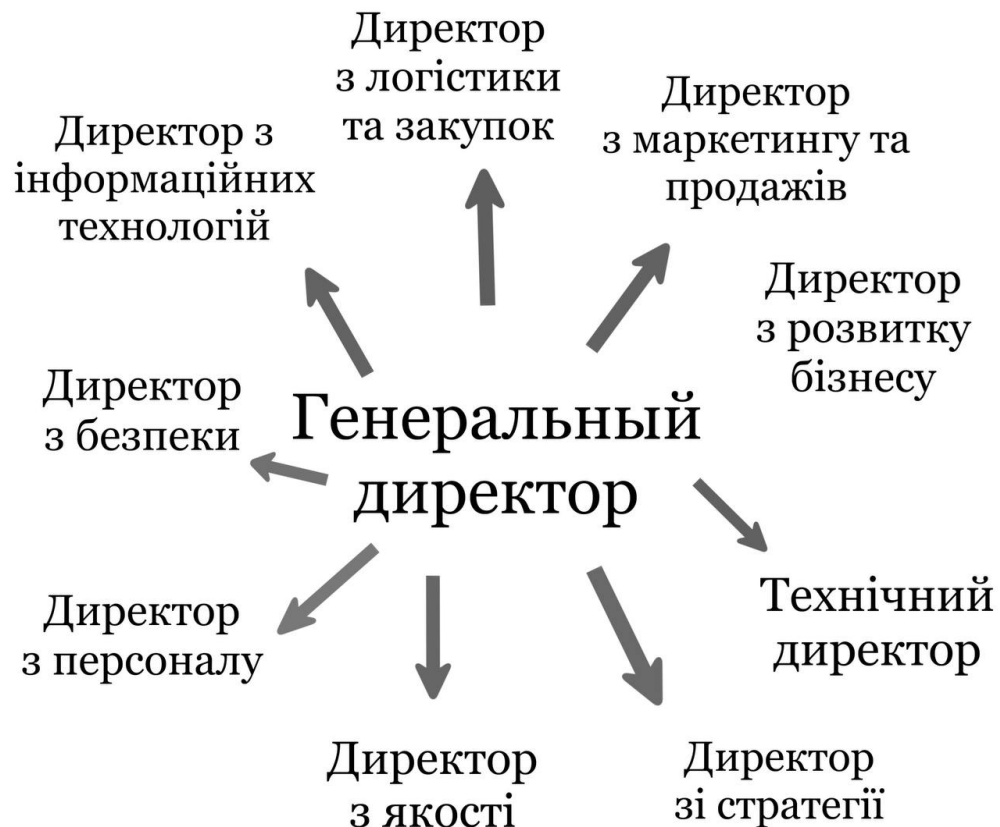 Директор
з логістики
та закупок
Директор
з маркетингу та
продажів
Директор з
інформаційних
технологій
Директор
з розвитку
бізнесу
Директор
з безпеки
Генеральный
директор
Технічний
директор
Директор
з персоналу
Директор
з якості
Директор
зі стратегії